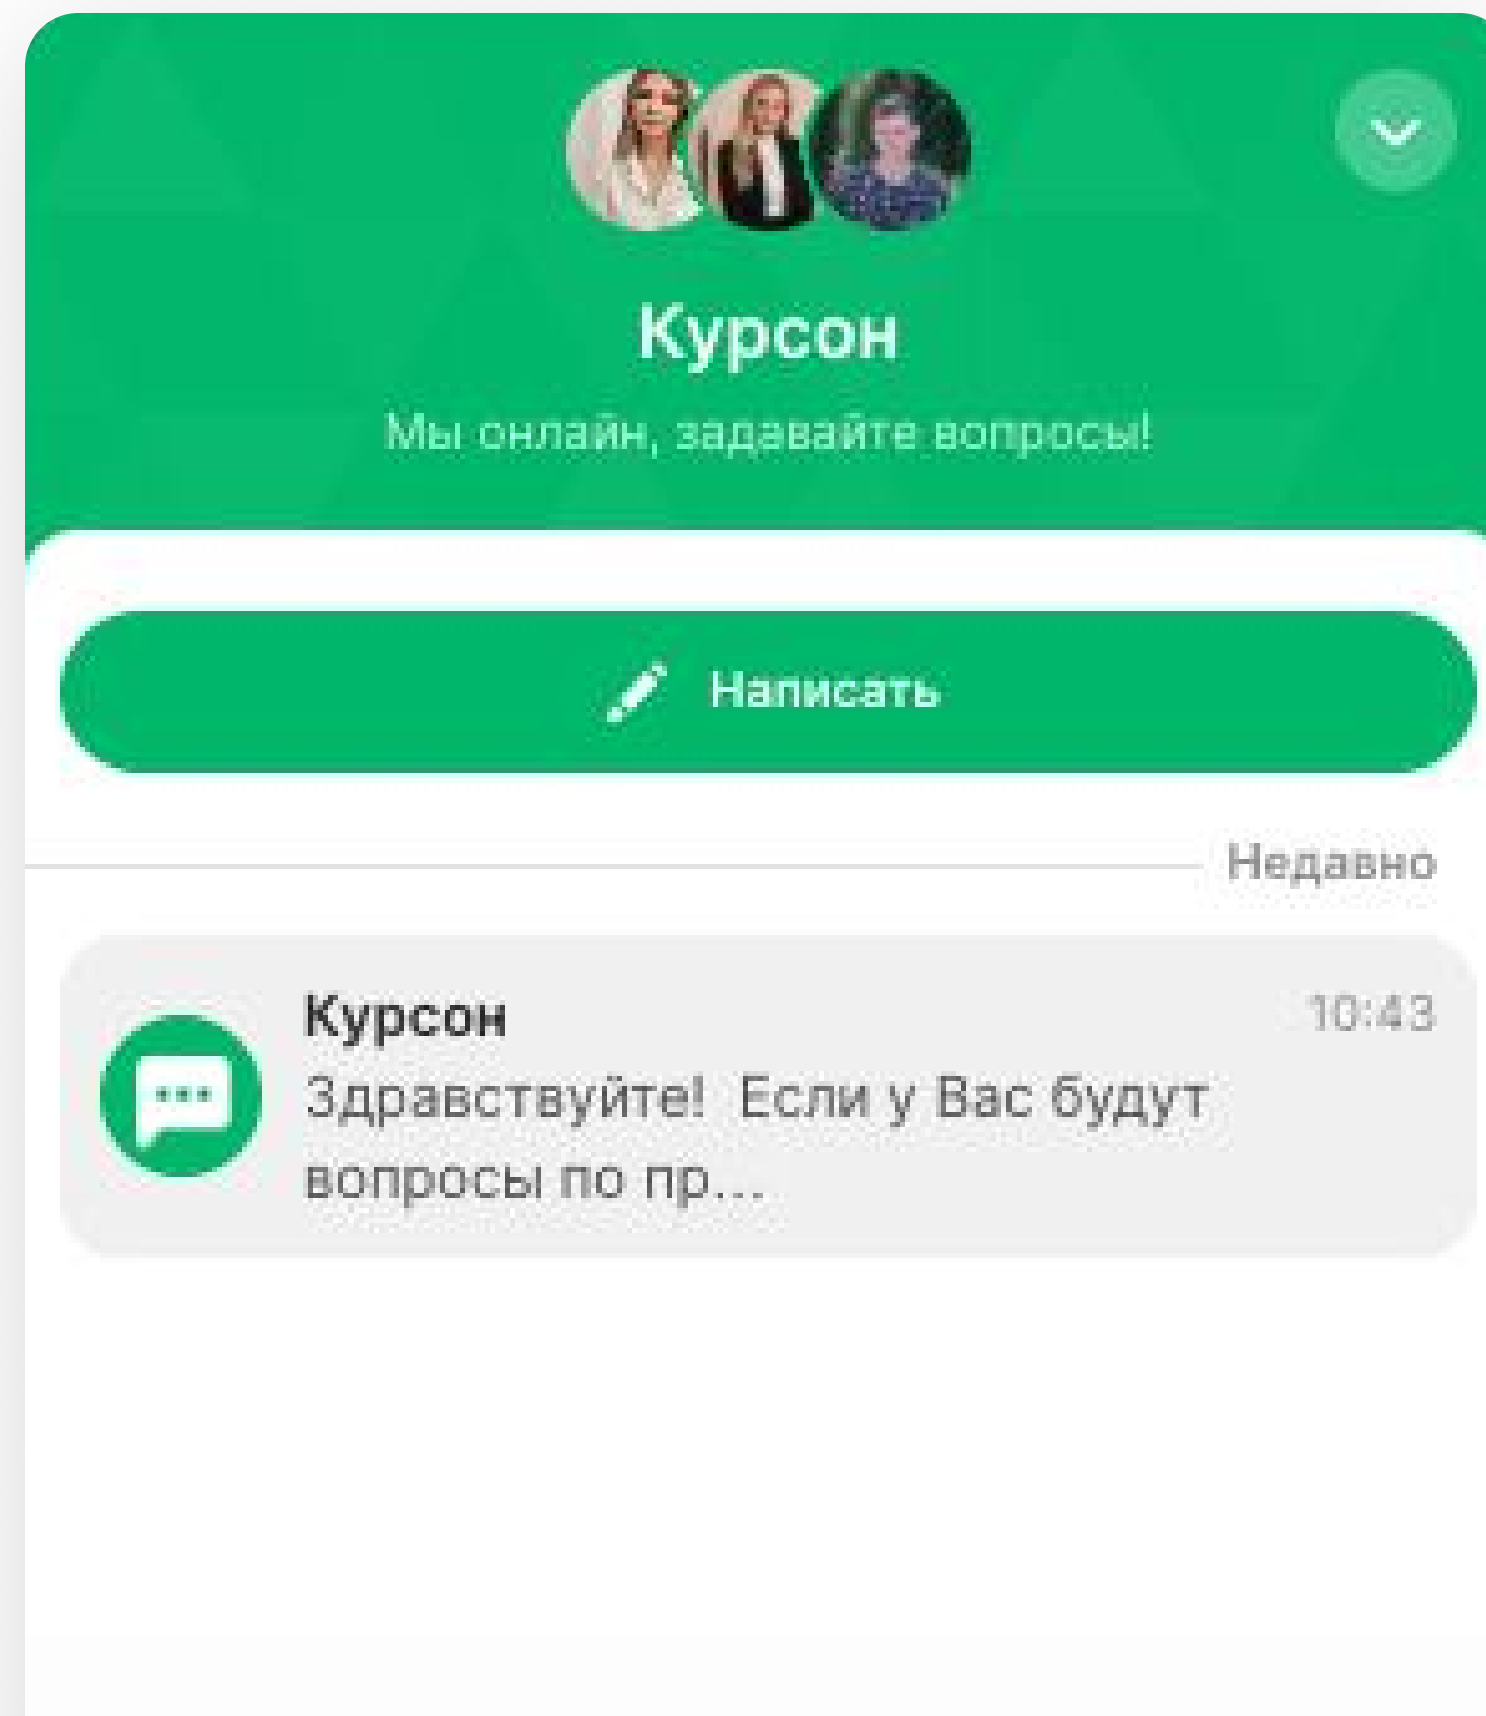 Курсон
Мы онлайн, задавайте вопросы!
Написать
Недавно
Курсон
10:43
Здравствуйте!  Если у Вас будут
вопросы по пр...